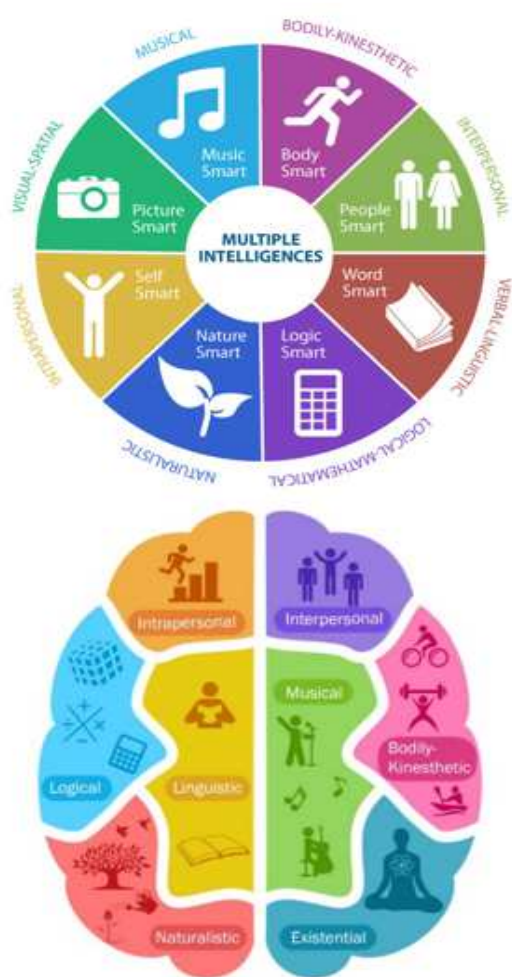 MUSICAL
BODILY-KINESTHETIC
VISUAL-SPATIAL
INTERPERSONAL
Music
Smart
Body
Smart
Picture
Smart
People
Smart
MULTIPLE
INTELLIGENCES
Self
Smart
Word
Smart
Nature
Smart
Logic
Smart
INTRAPERSONAL
VERBAL-LINGUISTIC
NATURALISTIC
LOGICAL-MATHEMATICAL
Intrapersonal
Interpersonal
Musical
Bodily-
Kinesthetic
Logical
Linguistic
Naturalistic
Existential